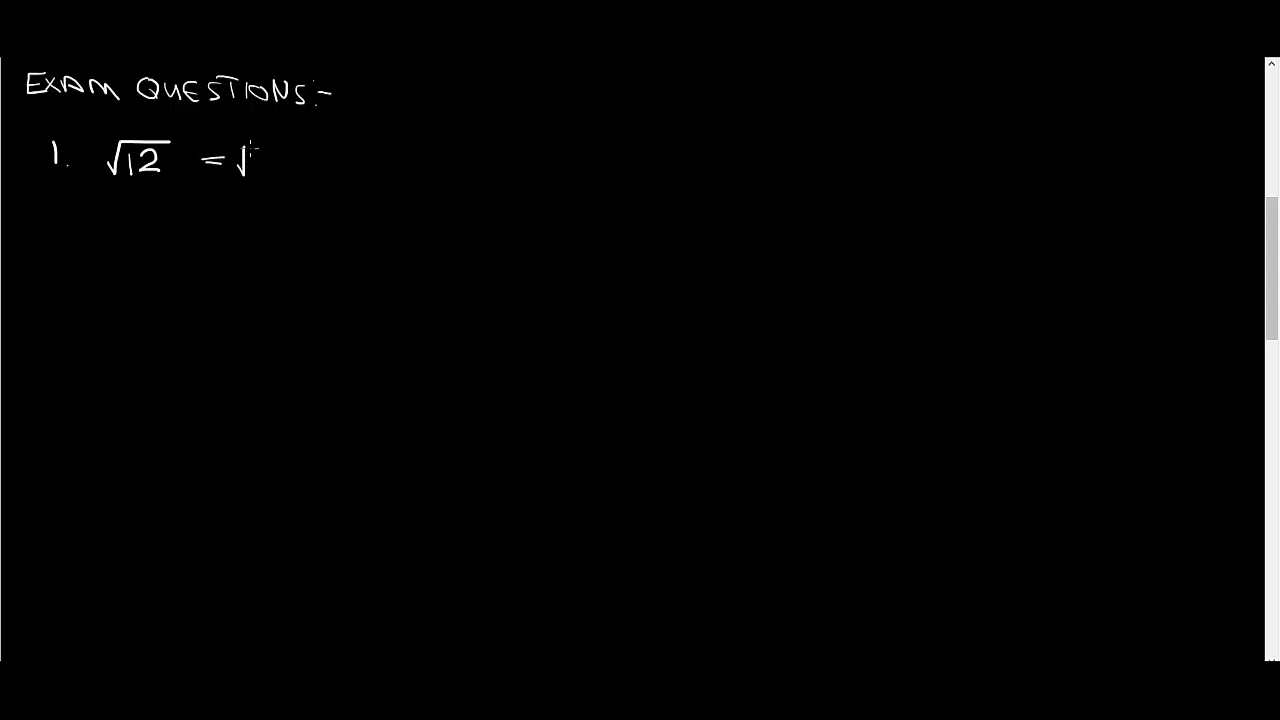 EXAM QUESTIONS:-
1. √12 = √